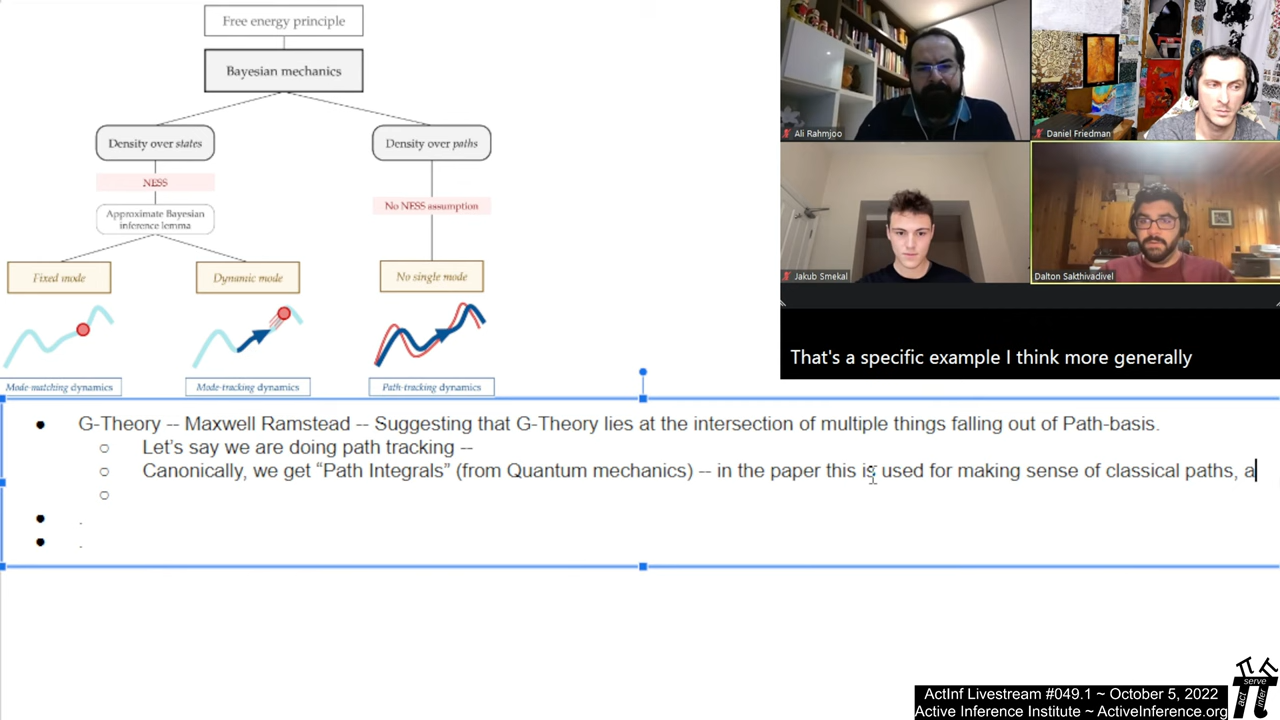 Free energy principle
Bayesian mechanics
Density over states
Density over paths
NESS
No NESS assumption
Approximate Bayesian
inference lemma
Fixed mode
Dynamic mode
No single mode
Mode-matching dynamics
Mode-tracking dynamics
Path-tracking dynamics
Ali Rahmjoo
Daniel Friedman
Jakub Smekal
Dalton Sakthivadivel
That's a specific example I think more generally
● G-Theory -- Maxwell Ramstead -- Suggesting that G-Theory lies at the intersection of multiple things falling out of Path-basis.
○ Let's say we are doing path tracking --
○ Canonically, we get “Path Integrals” (from Quantum mechanics) -- in the paper this is used for making sense of classical paths, a
○
● .
● .
act serve infer
ActInf Livestream #049.1 ~ October 5, 2022
Active Inference Institute ~ ActiveInference.org